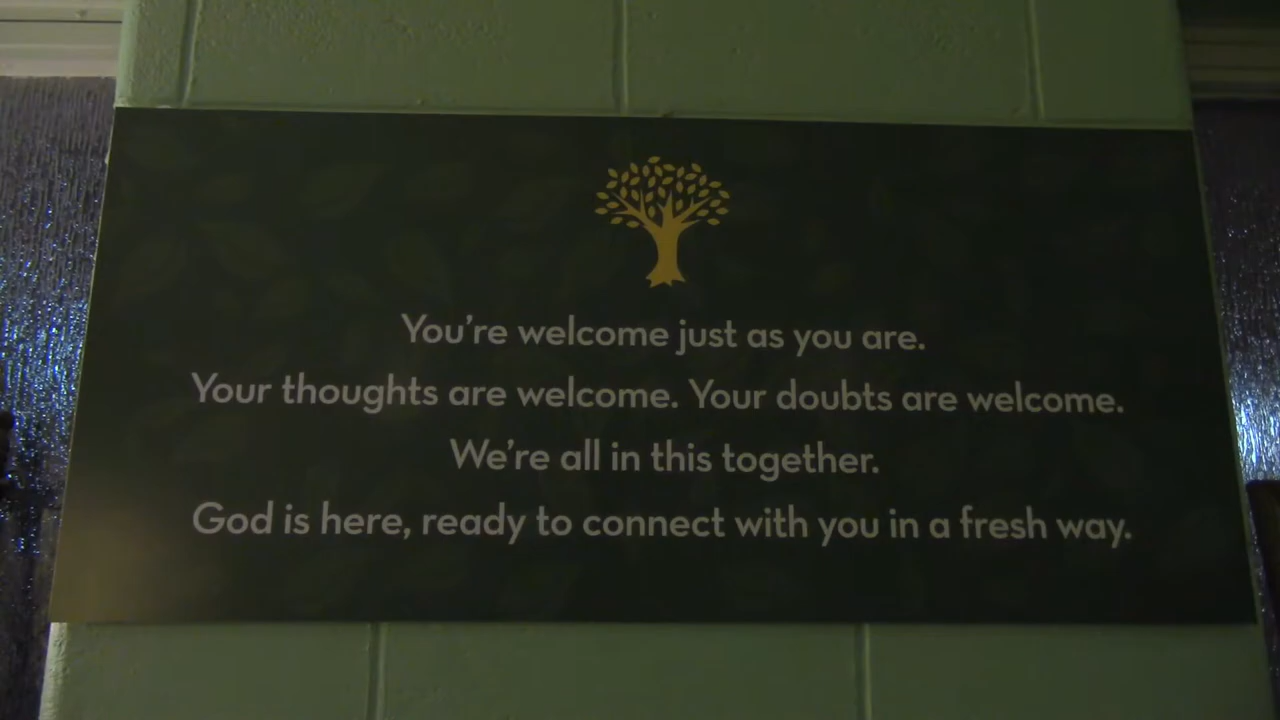 You're welcome just as you are.
Your thoughts are welcome. Your doubts are welcome.
We're all in this together.
God is here, ready to connect with you in a fresh way.